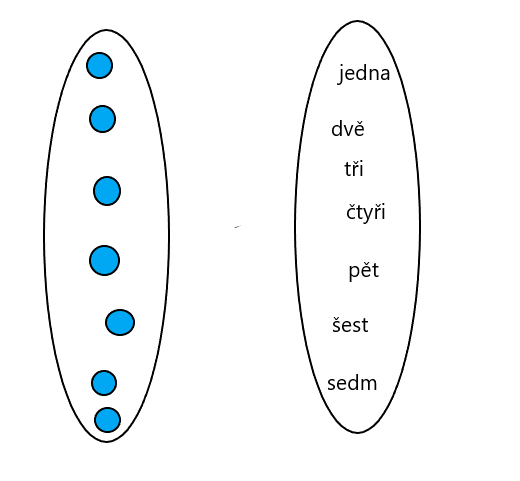 jedna
dvě
tři
čtyři
pět
šest
sedm